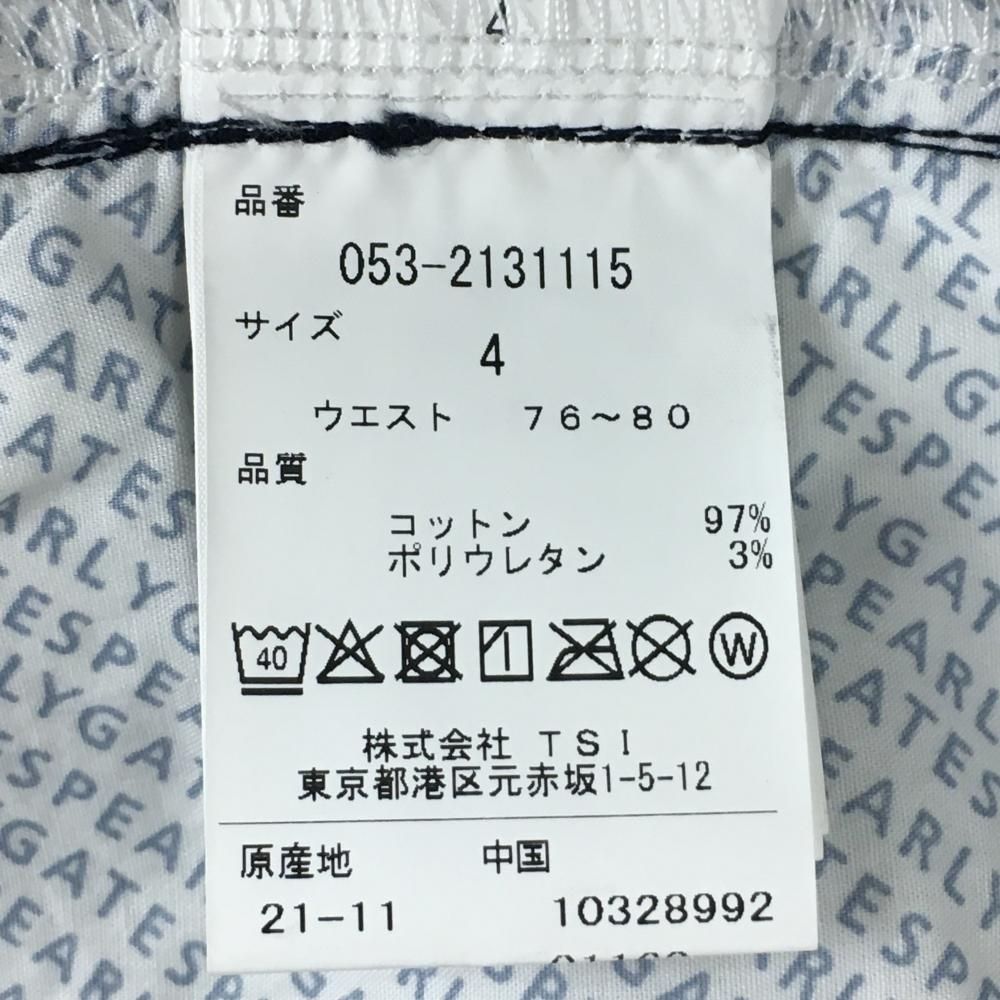 品番
053-2131115
サイズ
4
ウエスト 76～80
品質
コットン 97%
ポリウレタン 3%
40
W
株式会社 TSI
東京都港区元赤坂1-5-12
原産地 中国
21-11 10328992
PEARLYGATES